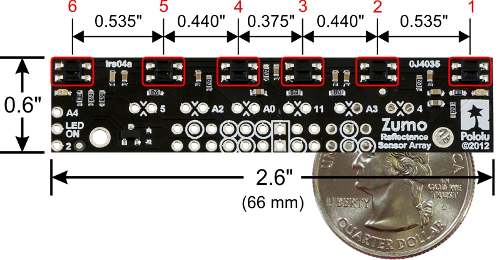 6 5 4 3 2 1
0.535" 0.440" 0.375" 0.440" 0.535"
irs04a 0J4035
0.6"
A4 5 A2 A0 11 A3 4
LED
ON
2
Zumo
Reflectance
Sensor Array
Pololu
©2012
2.6"
(66 mm)
LIBERTY
QUARTER DOLLAR